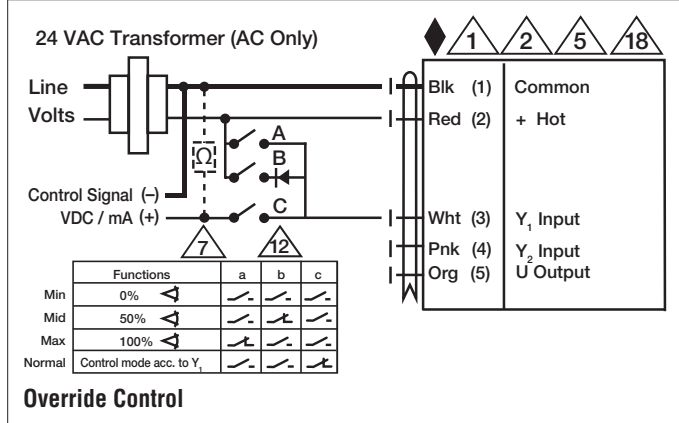 24 VAC Transformer (AC Only)
1 2 5 18
Line
Volts
Blk (1) Common
Red (2) + Hot
A
B
C
Ω
Control Signal (–)
VDC / mA (+)
Wht (3) Y1 Input
Pnk (4) Y2 Input
Org (5) U Output
7 12
Functions a b c
Min 0%
Mid 50%
Max 100%
Normal Control mode acc. to Y1
Override Control